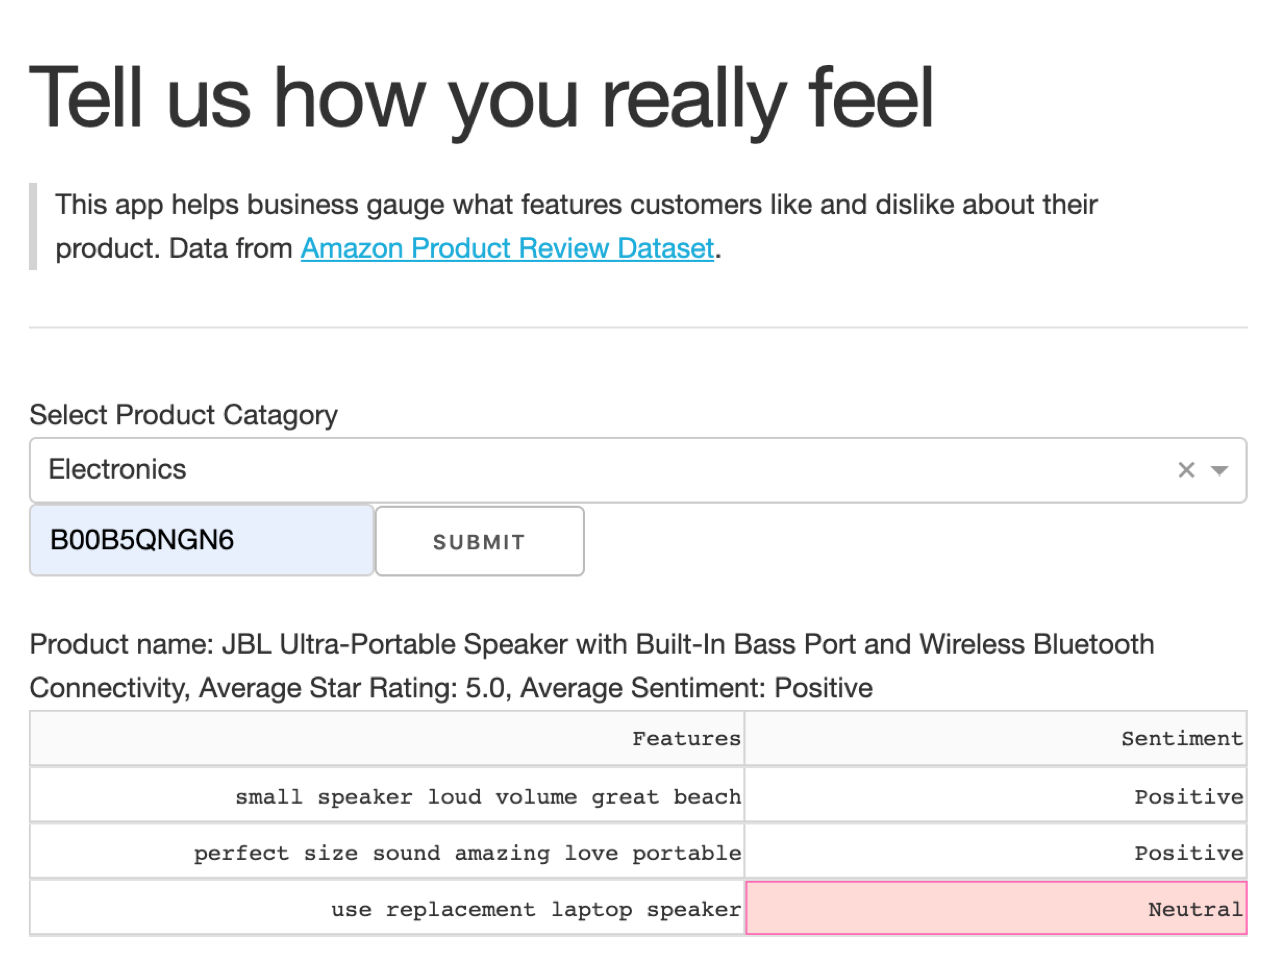 Tell us how you really feel
This app helps business gauge what features customers like and dislike about their
product. Data from Amazon Product Review Dataset.
Select Product Catagory
Electronics
B00B5QNGN6 SUBMIT
Product name: JBL Ultra-Portable Speaker with Built-In Bass Port and Wireless Bluetooth
Connectivity, Average Star Rating: 5.0, Average Sentiment: Positive
Features Sentiment
small speaker loud volume great beach Positive
perfect size sound amazing love portable Positive
use replacement laptop speaker Neutral